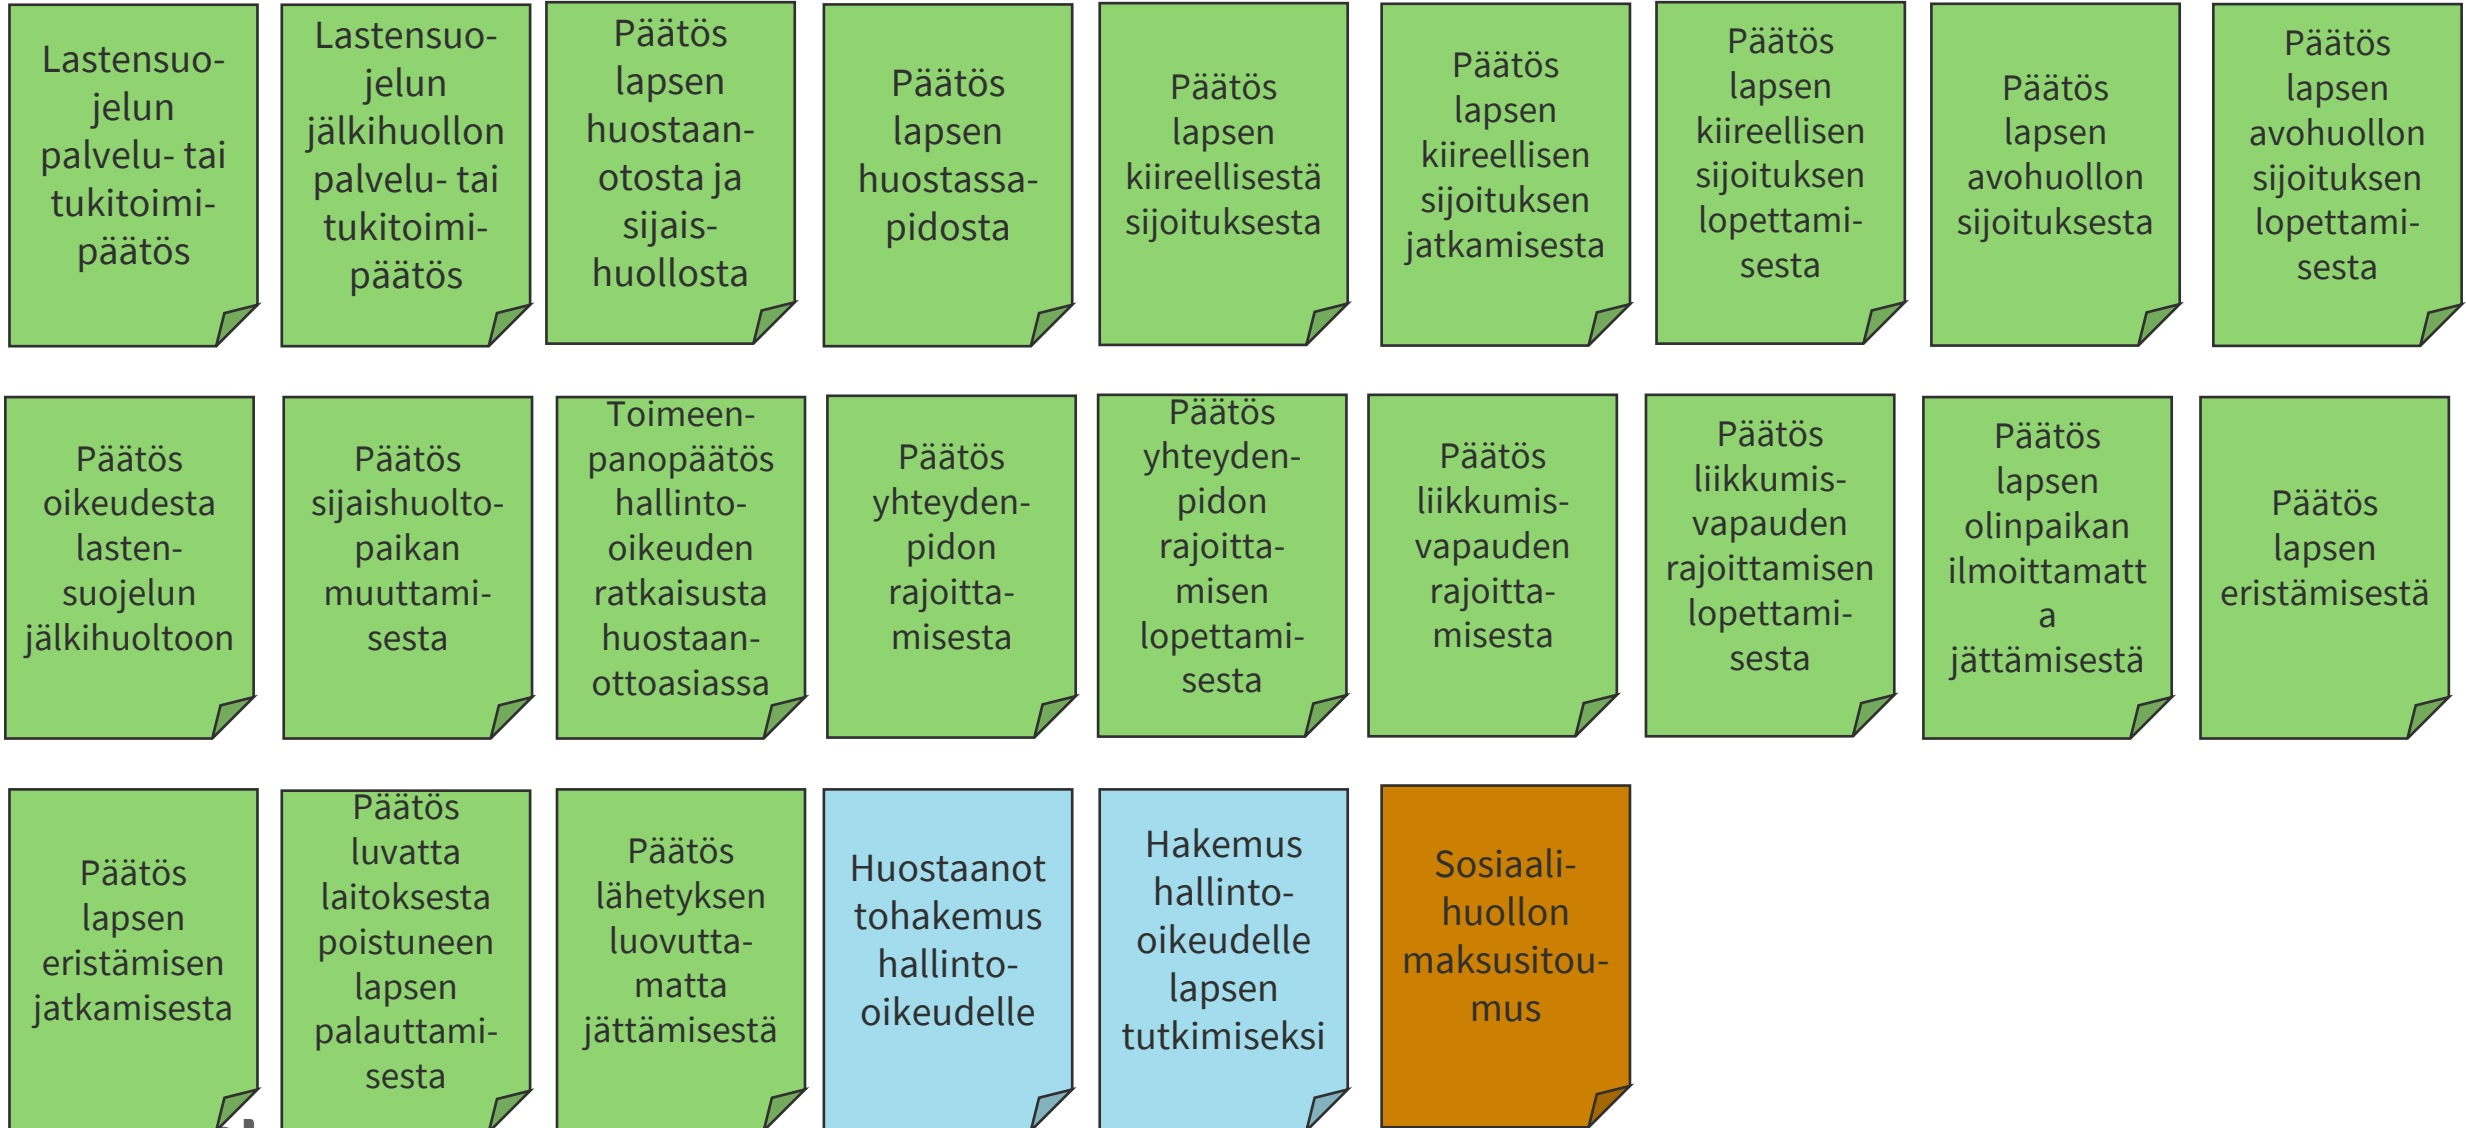 Lastensuo-
jelun
palvelu- tai
tukitoimi-
päätös
Lastensuo-
jelun
jälkihuollon
palvelu- tai
tukitoimi-
päätös
Päätös
lapsen
huostaan-
otosta ja
sijais-
huollosta
Päätös
lapsen
huostassa-
pidosta
Päätös
lapsen
kiireellisestä
sijoituksesta
Päätös
lapsen
kiireellisen
sijoituksen
jatkamisesta
Päätös
lapsen
kiireellisen
sijoituksen
lopettami-
sesta
Päätös
lapsen
avohuollon
sijoituksesta
Päätös
lapsen
avohuollon
sijoituksen
lopettami-
sesta
Päätös
oikeudesta
lasten-
suojelun
jälkihuoltoon
Päätös
sijaishuolto-
paikan
muuttami-
sesta
Toimeen-
panopäätös
hallinto-
oikeuden
ratkaisusta
huostaan-
ottoasiassa
Päätös
yhteyden-
pidon
rajoitta-
misesta
Päätös
yhteyden-
pidon
rajoitta-
misen
lopettami-
sesta
Päätös
liikkumis-
vapauden
rajoitta-
misesta
Päätös
liikkumis-
vapauden
rajoittamisen
lopettami-
sesta
Päätös
lapsen
olinpaikan
ilmoittamatt
a
jättämisestä
Päätös
lapsen
eristämisestä
Päätös
lapsen
eristämisen
jatkamisesta
Päätös
luvatta
laitoksesta
poistuneen
lapsen
palauttami-
sesta
Päätös
lähetyksen
luovutta-
matta
jättämisestä
Huostaanot
tohakemus
hallinto-
oikeudelle
Hakemus
hallinto-
oikeudelle
lapsen
tutkimiseksi
Sosiaali-
huollon
maksusitou-
mus